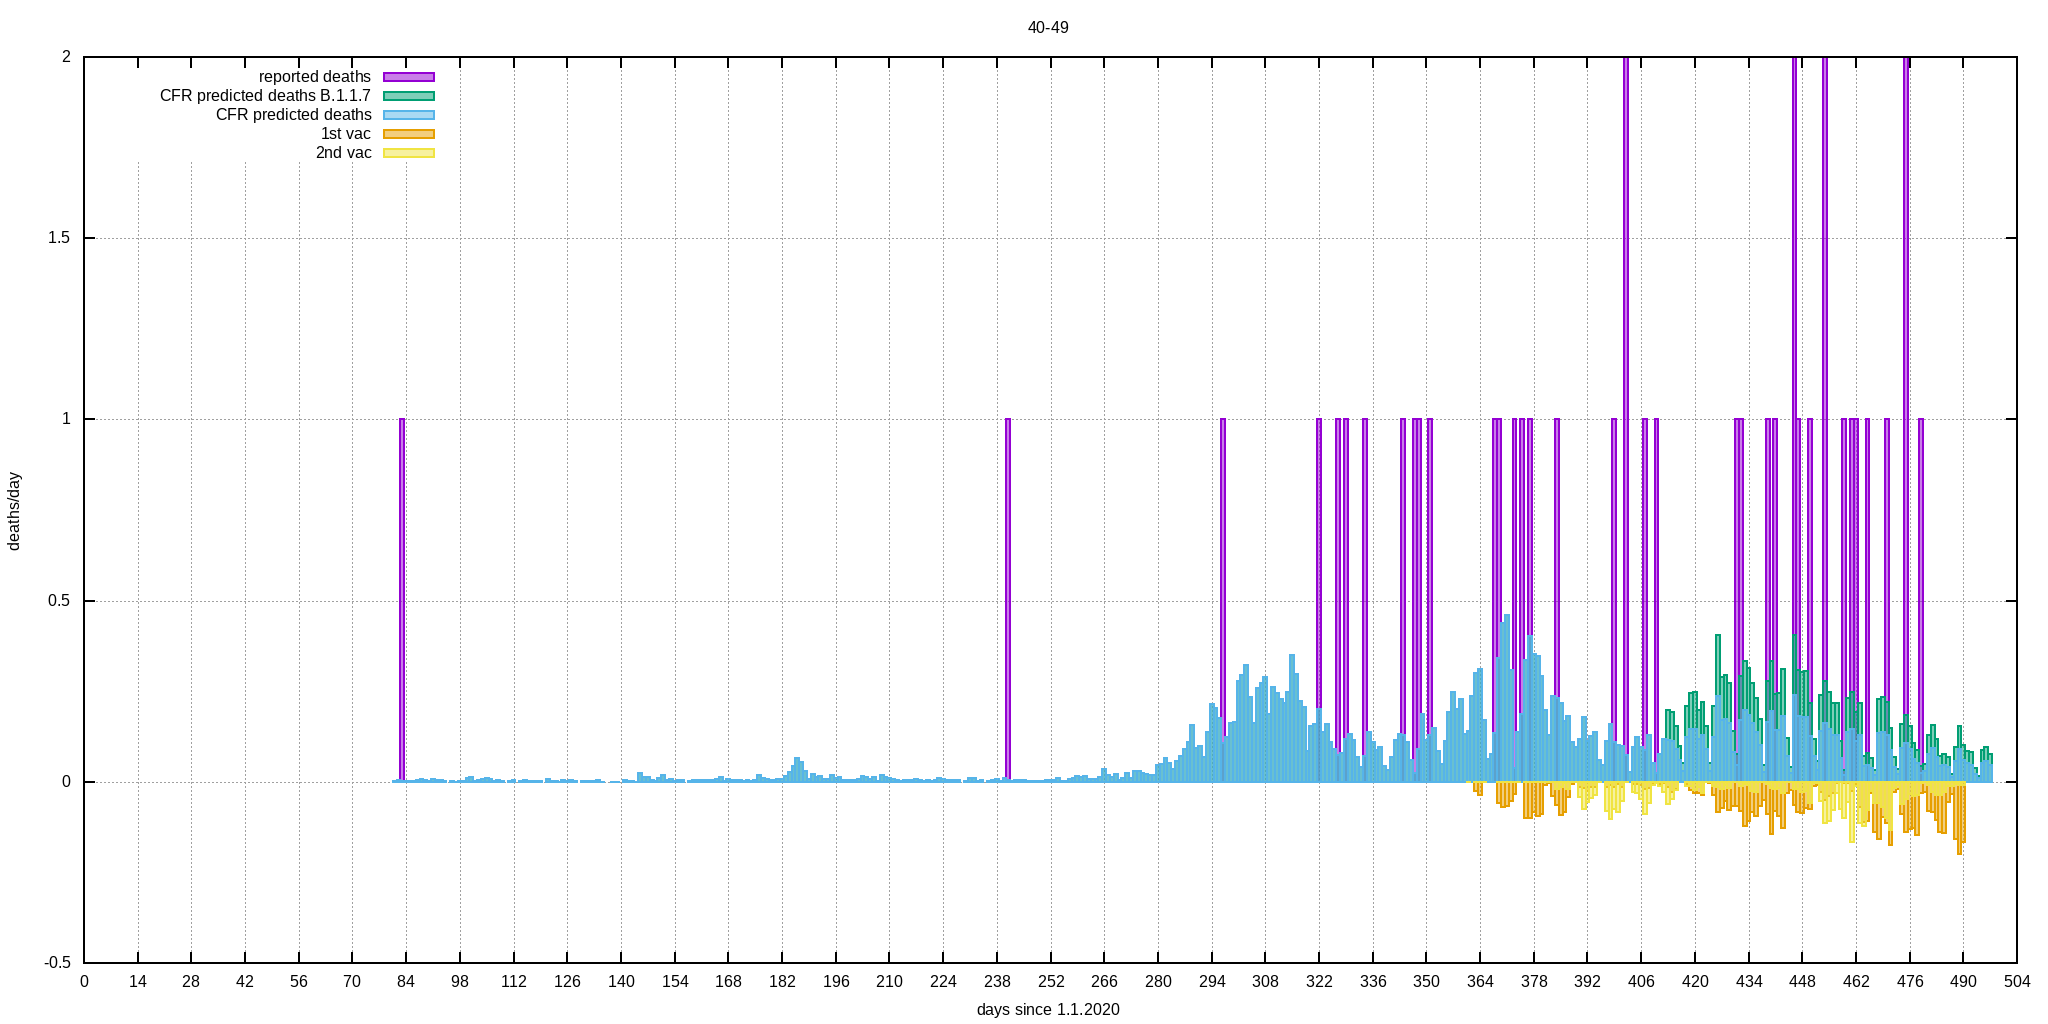 40-49
reported deaths
CFR predicted deaths B.1.1.7
CFR predicted deaths
1st vac
2nd vac
2
1.5
1
0.5
0
-0.5
deaths/day
0 14 28 42 56 70 84 98 112 126 140 154 168 182 196 210 224 238 252 266 280 294 308 322 336 350 364 378 392 406 420 434 448 462 476 490 504
days since 1.1.2020